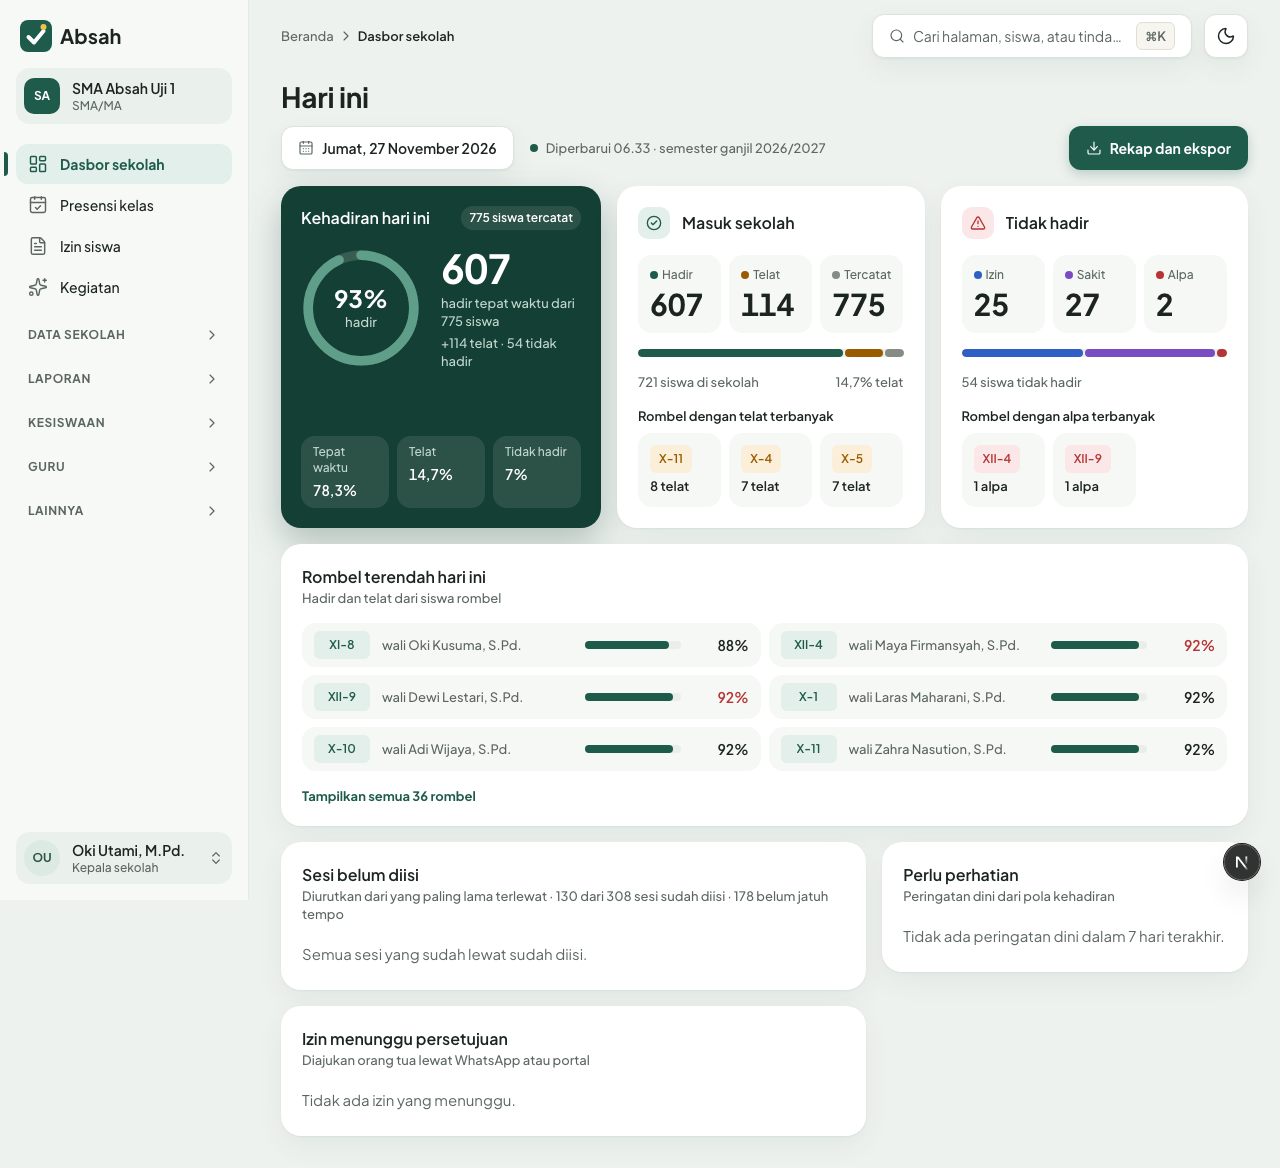 Absah
SA
SMA Absah Uji 1
SMA/MA
Dasbor sekolah
Presensi kelas
Izin siswa
Kegiatan
DATA SEKOLAH
LAPORAN
KESISWAAN
GURU
LAINNYA
OU
Oki Utami, M.Pd.
Kepala sekolah
Beranda
Dasbor sekolah
Cari halaman, siswa, atau tinda...
⌘K
Hari ini
Jumat, 27 November 2026
Diperbarui 06.33 · semester ganjil 2026/2027
Rekap dan ekspor
Kehadiran hari ini
775 siswa tercatat
93%
hadir
607
hadir tepat waktu dari
775 siswa
+114 telat · 54 tidak
hadir
Tepat
waktu
78,3%
Telat
14,7%
Tidak hadir
7%
Masuk sekolah
Hadir
607
Telat
114
Tercatat
775
721 siswa di sekolah
14,7% telat
Rombel dengan telat terbanyak
X-11
8 telat
X-4
7 telat
X-5
7 telat
Tidak hadir
Izin
25
Sakit
27
Alpa
2
54 siswa tidak hadir
Rombel dengan alpa terbanyak
XII-4
1 alpa
XII-9
1 alpa
Rombel terendah hari ini
Hadir dan telat dari siswa rombel
XI-8 wali Oki Kusuma, S.Pd. 88%
XII-4 wali Maya Firmansyah, S.Pd. 92%
XII-9 wali Dewi Lestari, S.Pd. 92%
X-1 wali Laras Maharani, S.Pd. 92%
X-10 wali Adi Wijaya, S.Pd. 92%
X-11 wali Zahra Nasution, S.Pd. 92%
Tampilkan semua 36 rombel
Sesi belum diisi
Diurutkan dari yang paling lama terlewat · 130 dari 308 sesi sudah diisi · 178 belum jatuh
tempo
Semua sesi yang sudah lewat sudah diisi.
Perlu perhatian
Peringatan dini dari pola kehadiran
Tidak ada peringatan dini dalam 7 hari terakhir.
N
Izin menunggu persetujuan
Diajukan orang tua lewat WhatsApp atau portal
Tidak ada izin yang menunggu.